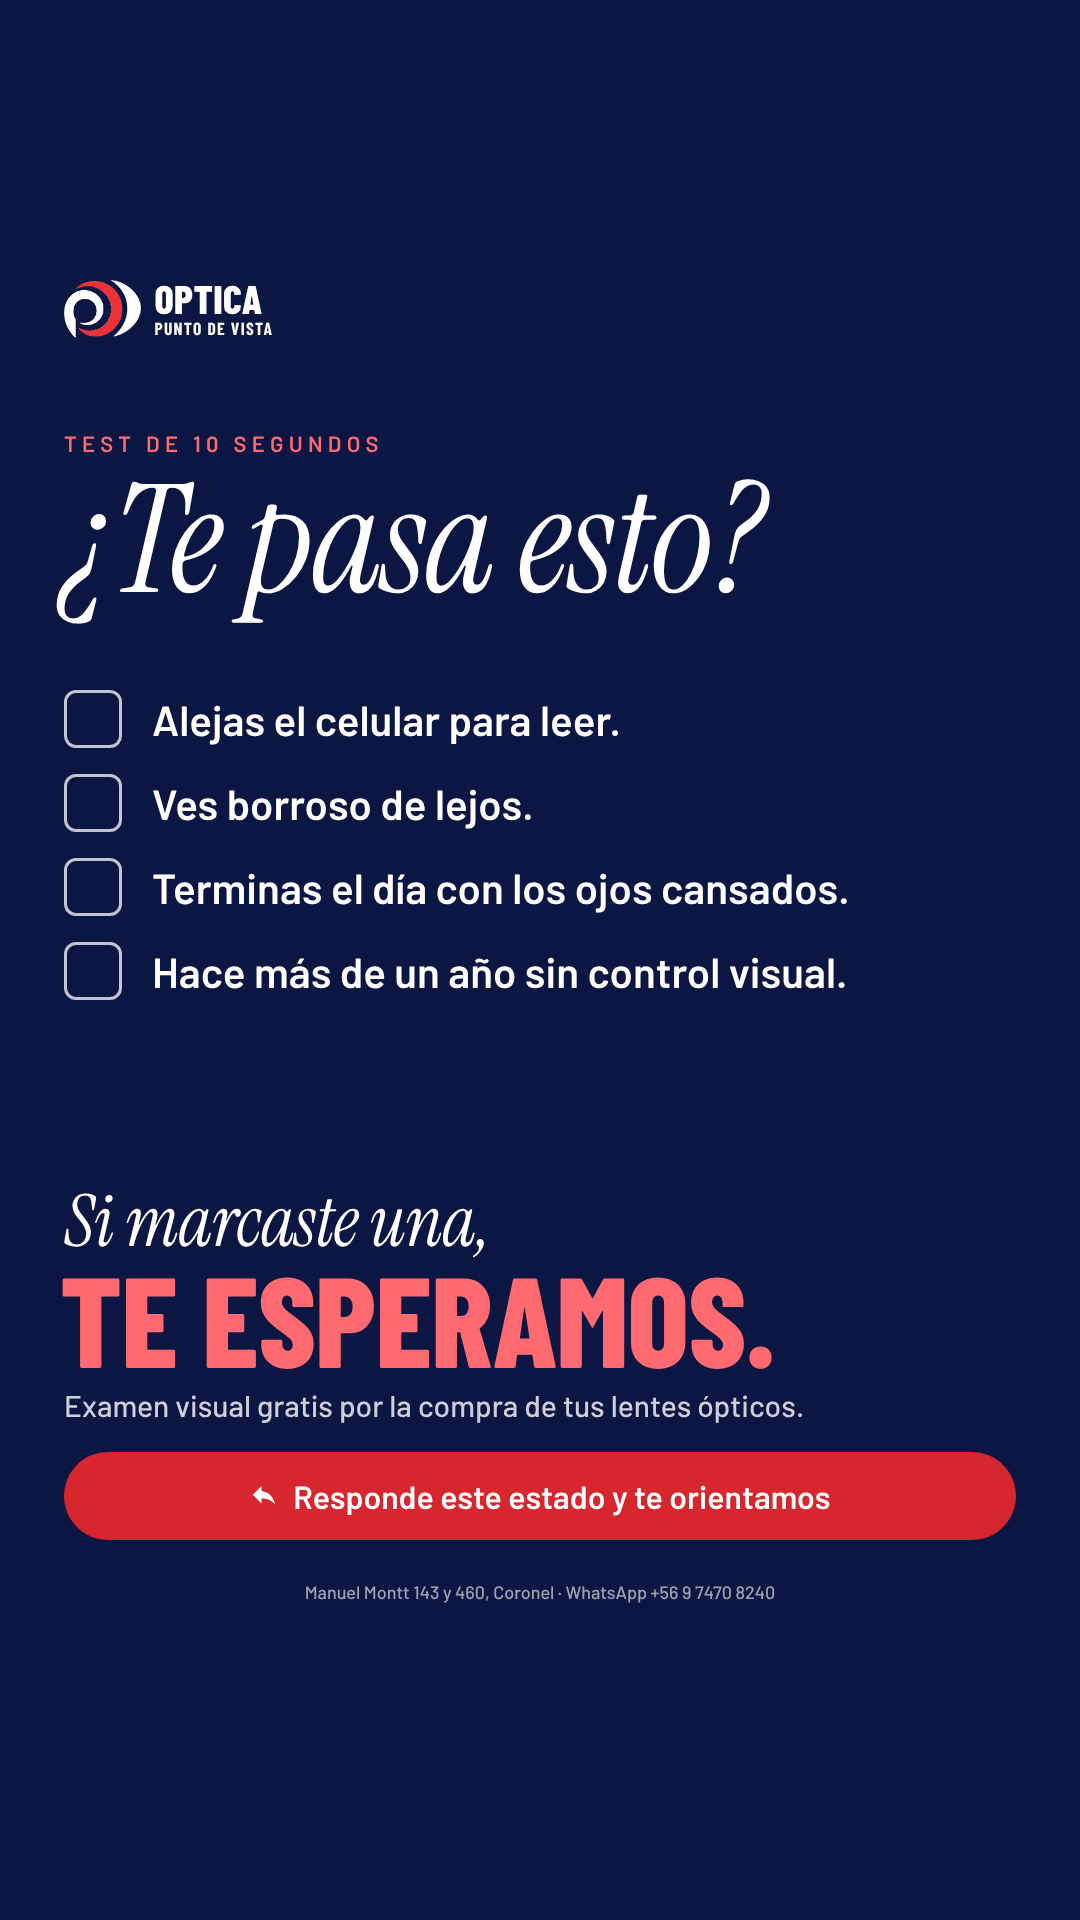 OPTICA
PUNTO DE VISTA
TEST DE 10 SEGUNDOS
¿Te pasa esto?
Alejas el celular para leer.
Ves borroso de lejos.
Terminas el día con los ojos cansados.
Hace más de un año sin control visual.
Si marcaste una,
TE ESPERAMOS.
Examen visual gratis por la compra de tus lentes ópticos.
Responde este estado y te orientamos
Manuel Montt 143 y 460, Coronel · WhatsApp +56 9 7470 8240